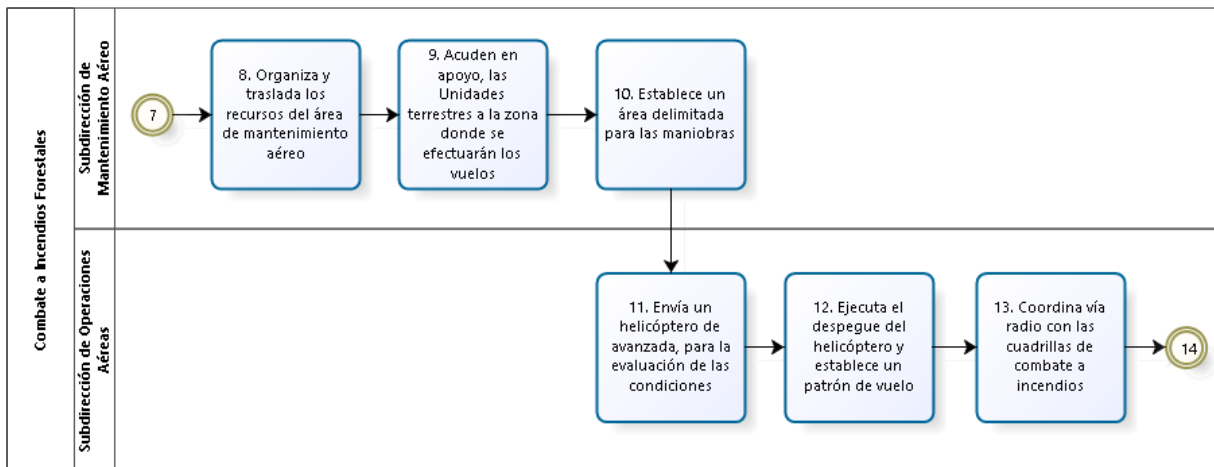 Combate a Incendios Forestales
Subdirección de
Mantenimiento Aéreo
7
8. Organiza y
traslada los
recursos del área
de mantenimiento
aéreo
9. Acuden en
apoyo, las
Unidades
terrestres a la zona
donde se
efectuarán los
vuelos
10. Establece un
área delimitada
para las maniobras
Subdirección de Operaciones
Aéreas
11. Envía un
helicóptero de
avanzada, para la
evaluación de las
condiciones
12. Ejecuta el
despegue del
helicóptero y
establece un
patrón de vuelo
13. Coordina vía
radio con las
cuadrillas de
combate a
incendios
14